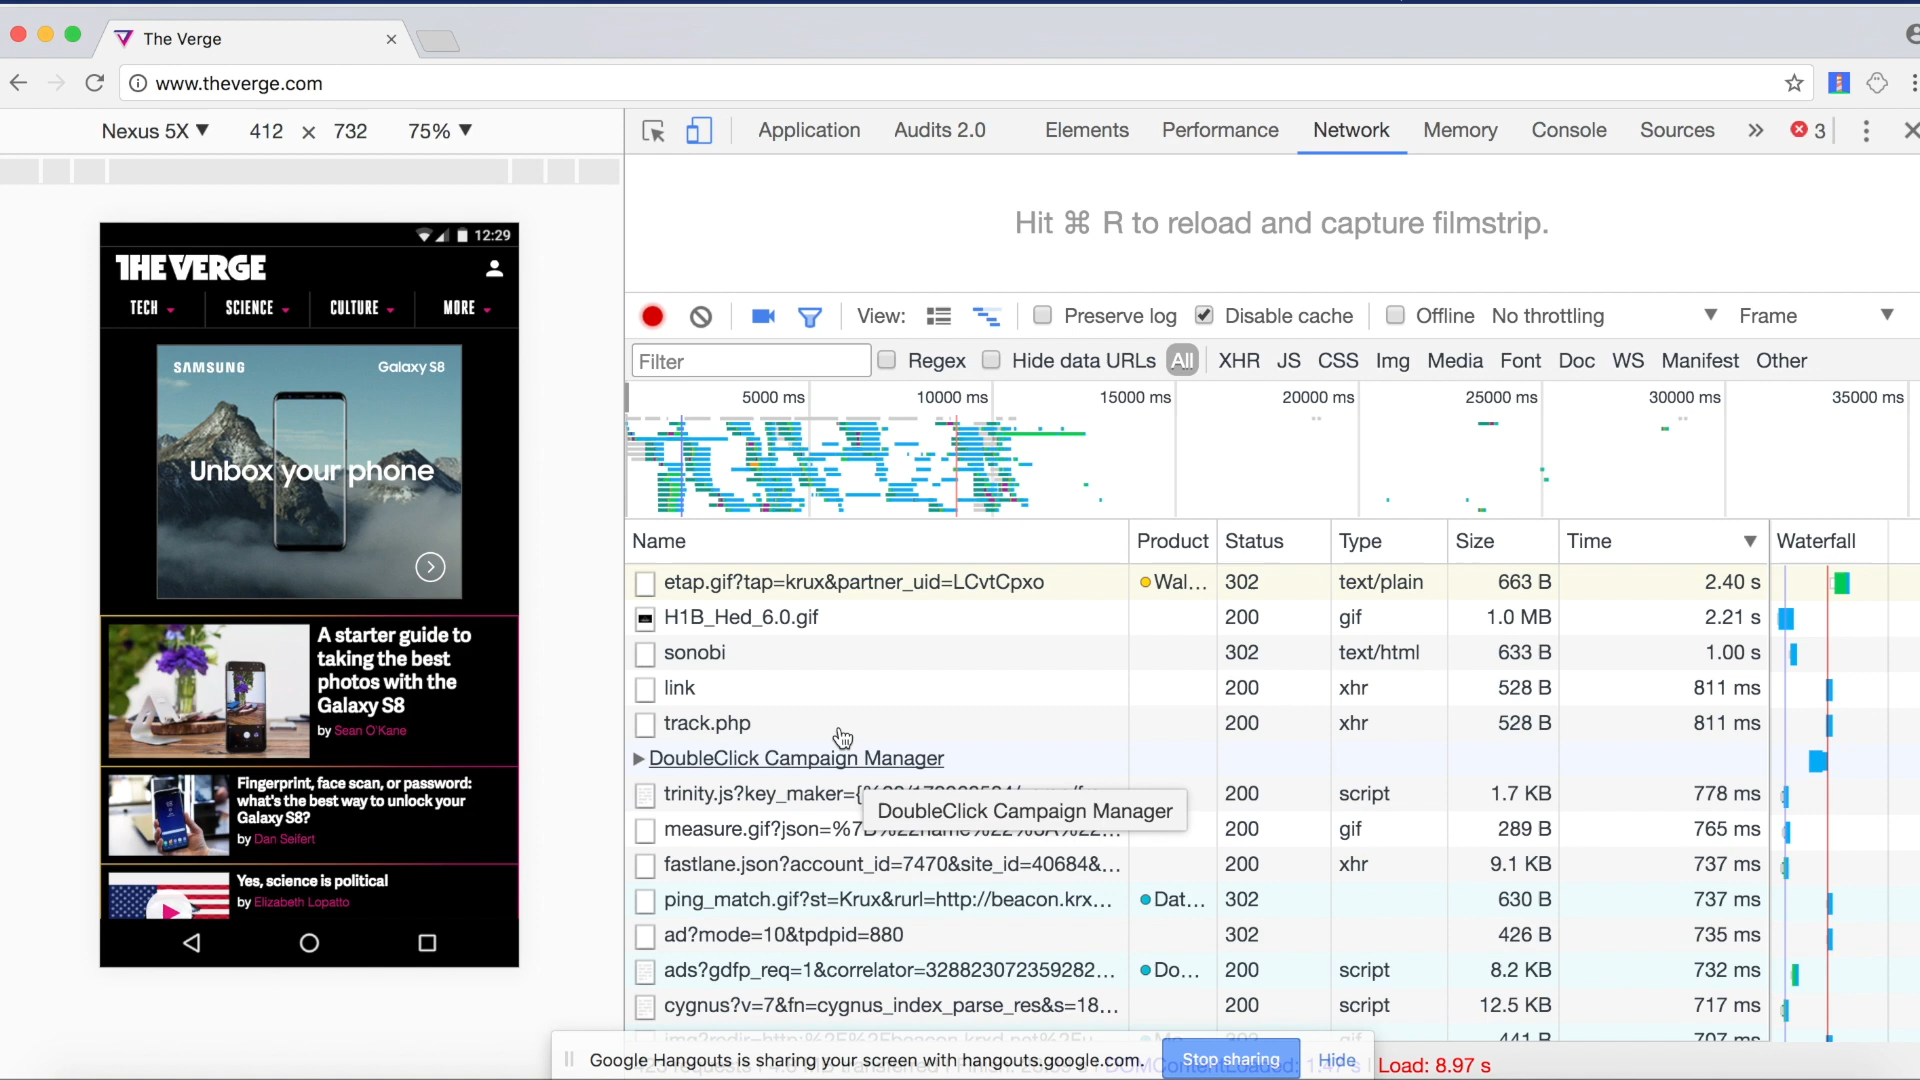 The Verge
www.theverge.com
Nexus 5X ▼ 412 × 732 75% ▼
Application Audits 2.0 Elements Performance Network Memory Console Sources » 3
Hit ⌘ R to reload and capture filmstrip.
View: Preserve log Disable cache Offline No throttling ▼ Frame ▼
Filter Regex Hide data URLs All XHR JS CSS Img Media Font Doc WS Manifest Other
5000 ms 10000 ms 15000 ms 20000 ms 25000 ms 30000 ms 35000 ms
Name Product Status Type Size Time ▼ Waterfall
etap.gif?tap=krux&partner_uid=LCvtCpxo Wal... 302 text/plain 663 B 2.40 s
H1B_Hed_6.0.gif 200 gif 1.0 MB 2.21 s
sonobi 302 text/html 633 B 1.00 s
link 200 xhr 528 B 811 ms
track.php 200 xhr 528 B 811 ms
▶ DoubleClick Campaign Manager
trinity.js?key_maker={ 200 script 1.7 KB 778 ms
DoubleClick Campaign Manager
measure.gif?json=%7 200 gif 289 B 765 ms
fastlane.json?account_id=7470&site_id=40684&... 200 xhr 9.1 KB 737 ms
ping_match.gif?st=Krux&rurl=http://beacon.krx... Dat... 302 630 B 737 ms
ad?mode=10&tpdpid=880 302 426 B 735 ms
ads?gdfp_req=1&correlator=328823072359282... Do... 200 script 8.2 KB 732 ms
cygnus?v=7&fn=cygnus_index_parse_res&s=18... 200 script 12.5 KB 717 ms
Google Hangouts is sharing your screen with hangouts.google.com. Stop sharing Hide Load: 8.97 s
12:29
THE VERGE
TECH SCIENCE CULTURE MORE
SAMSUNG Galaxy S8
Unbox your phone
A starter guide to
taking the best
photos with the
Galaxy S8
by Sean O'Kane
Fingerprint, face scan, or password:
what's the best way to unlock your
Galaxy S8?
by Dan Seifert
Yes, science is political
by Elizabeth Lopatto